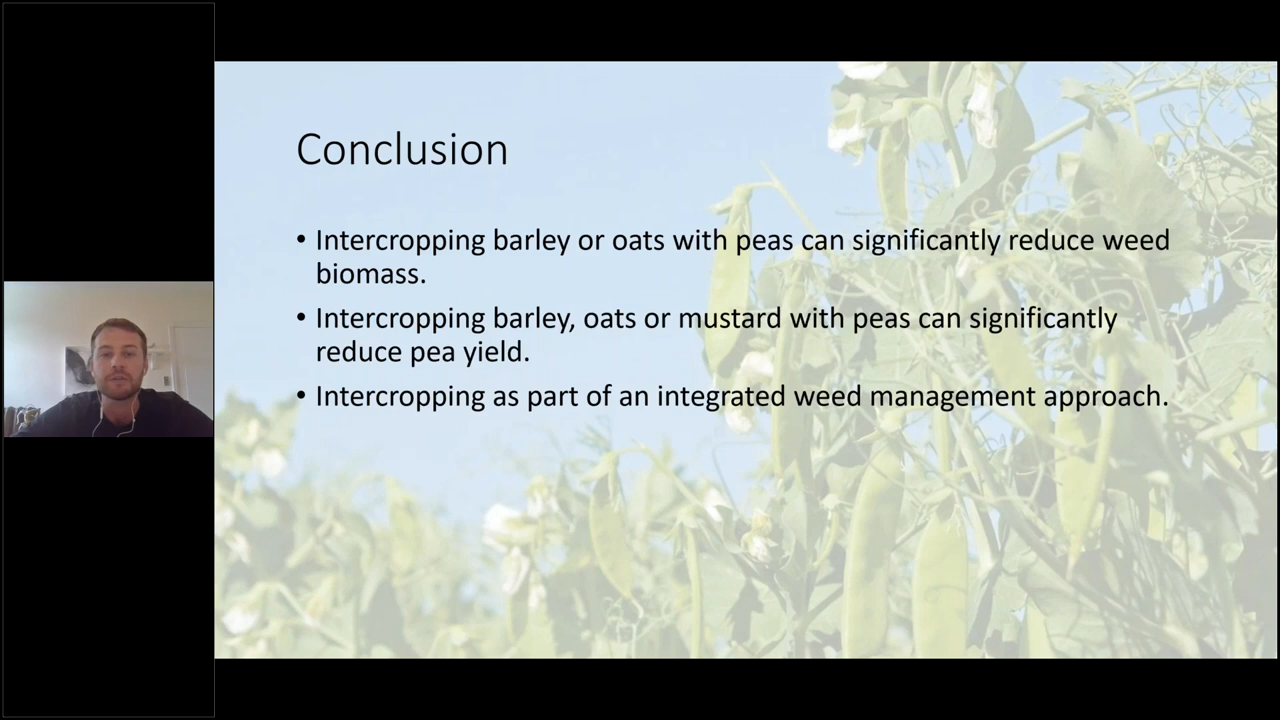 Conclusion
• Intercropping barley or oats with peas can significantly reduce weed
biomass.
• Intercropping barley, oats or mustard with peas can significantly
reduce pea yield.
• Intercropping as part of an integrated weed management approach.